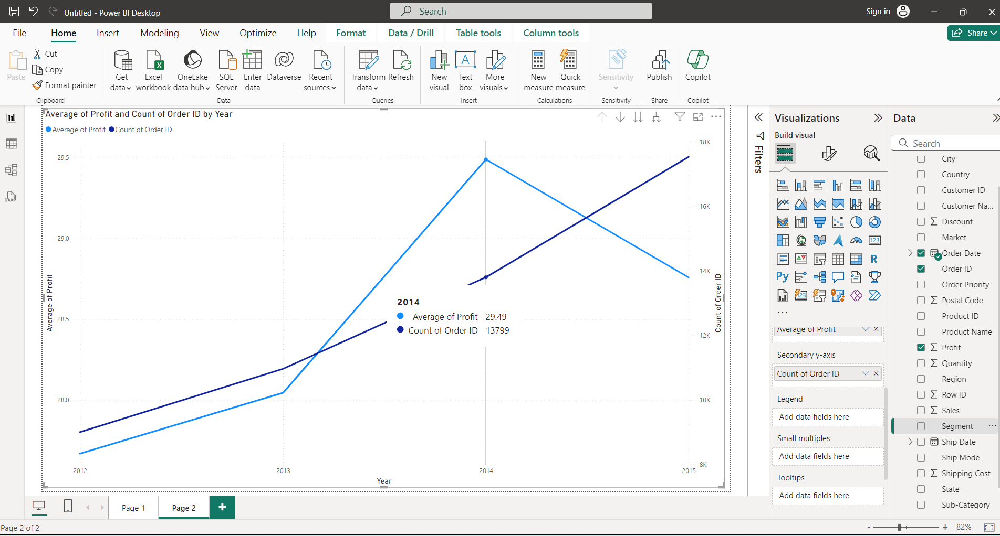 Untitled - Power BI Desktop
Search
Sign in
File Home Insert Modeling View Optimize Help Format Data / Drill Table tools Column tools
Share
Paste
Cut
Copy
Format painter
Clipboard
Get data
Excel workbook
OneLake data hub
SQL Server
Enter data
Dataverse
Recent sources
Data
Transform data
Refresh
Queries
New visual
A
Text box
More visuals
Insert
New measure
Quick measure
Calculations
Sensitivity
Sensitivity
Publish
Share
Copilot
Copilot
DAX
Average of Profit and Count of Order ID by Year
Average of Profit Count of Order ID
29.5
29.0
28.5
28.0
Average of Profit
18K
16K
14K
12K
10K
8K
Count of Order ID
2014
Average of Profit 29.49
Count of Order ID 13799
2012 2013 2014 2015
Year
Filters
Visualizations
Build visual
123
R
Py
123
...
Average of Profit
Secondary y-axis
Count of Order ID
Legend
Add data fields here
Small multiples
Add data fields here
Tooltips
Add data fields here
Data
Search
City
Country
Customer ID
Customer Na...
Σ Discount
Market
Order Date
Order ID
Order Priority
Σ Postal Code
Product ID
Product Name
Σ Profit
Σ Quantity
Region
Σ Row ID
Σ Sales
Segment ...
Ship Date
Ship Mode
Σ Shipping Cost
State
Sub-Category
Page 1
Page 2
+
Page 2 of 2
- + 82%